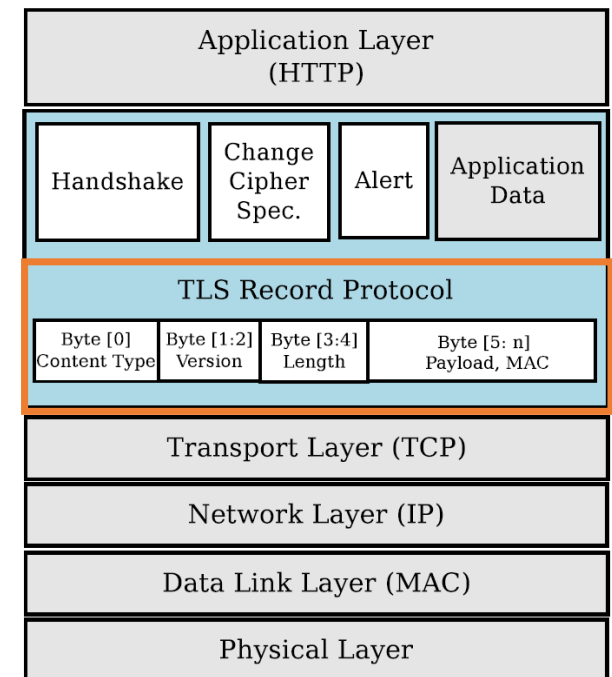 Application Layer
(HTTP)
Handshake
Change
Cipher
Spec.
Alert
Application
Data
TLS Record Protocol
Byte [0]
Content Type
Byte [1:2]
Version
Byte [3:4]
Length
Byte [5: n]
Payload, MAC
Transport Layer (TCP)
Network Layer (IP)
Data Link Layer (MAC)
Physical Layer